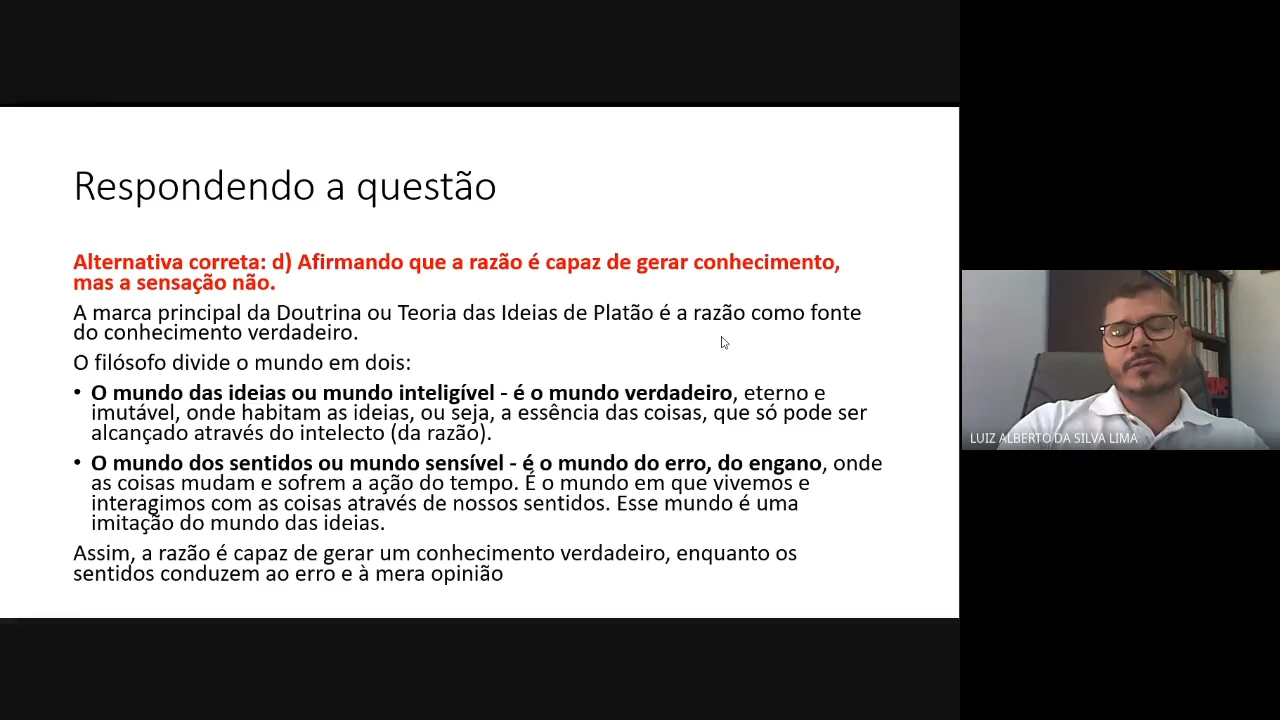 Respondendo a questão
Alternativa correta: d) Afirmando que a razão é capaz de gerar conhecimento,
mas a sensação não.
A marca principal da Doutrina ou Teoria das Ideias de Platão é a razão como fonte
do conhecimento verdadeiro.
O filósofo divide o mundo em dois:
• O mundo das ideias ou mundo inteligível - é o mundo verdadeiro, eterno e
imutável, onde habitam as ideias, ou seja, a essência das coisas, que só pode ser
alcançado através do intelecto (da razão).
• O mundo dos sentidos ou mundo sensível - é o mundo do erro, do engano, onde
as coisas mudam e sofrem a ação do tempo. É o mundo em que vivemos e
interagimos com as coisas através de nossos sentidos. Esse mundo é uma
imitação do mundo das ideias.
Assim, a razão é capaz de gerar um conhecimento verdadeiro, enquanto os
sentidos conduzem ao erro e à mera opinião
LUIZ ALBERTO DA SILVA LIMA